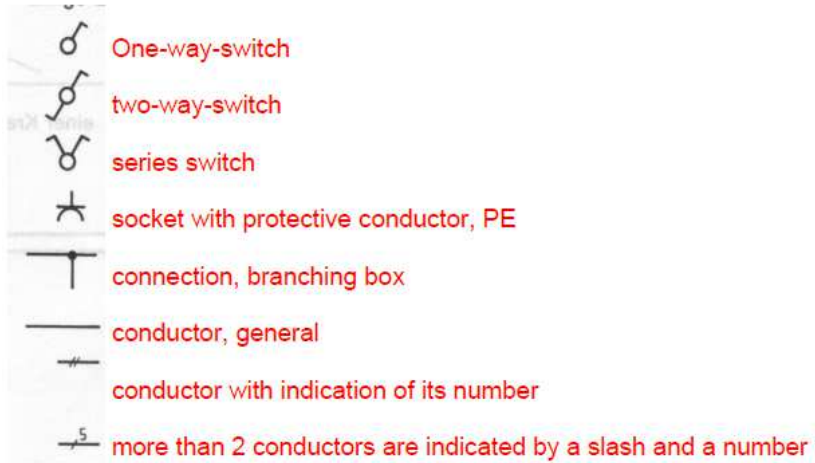 One-way-switch
two-way-switch
series switch
socket with protective conductor, PE
connection, branching box
conductor, general
conductor with indication of its number
5
more than 2 conductors are indicated by a slash and a number